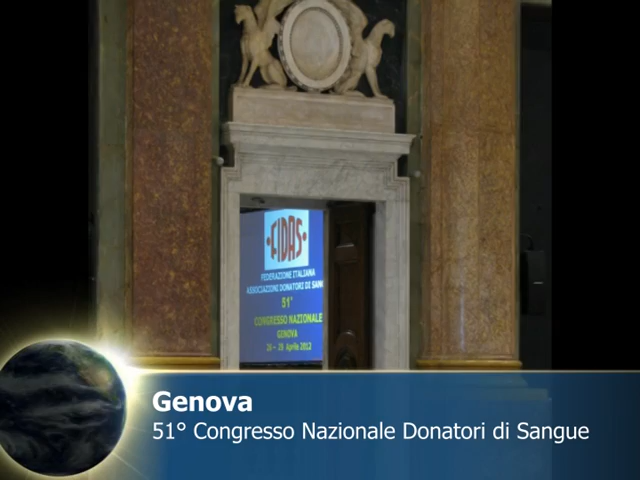 •FIDAS•
FEDERAZIONE ITALIANA
ASSOCIAZIONI DONATORI DI SANG
51°
CONGRESSO NAZIONALE
GENOVA
Aprile 2012
Genova
51° Congresso Nazionale Donatori di Sangue